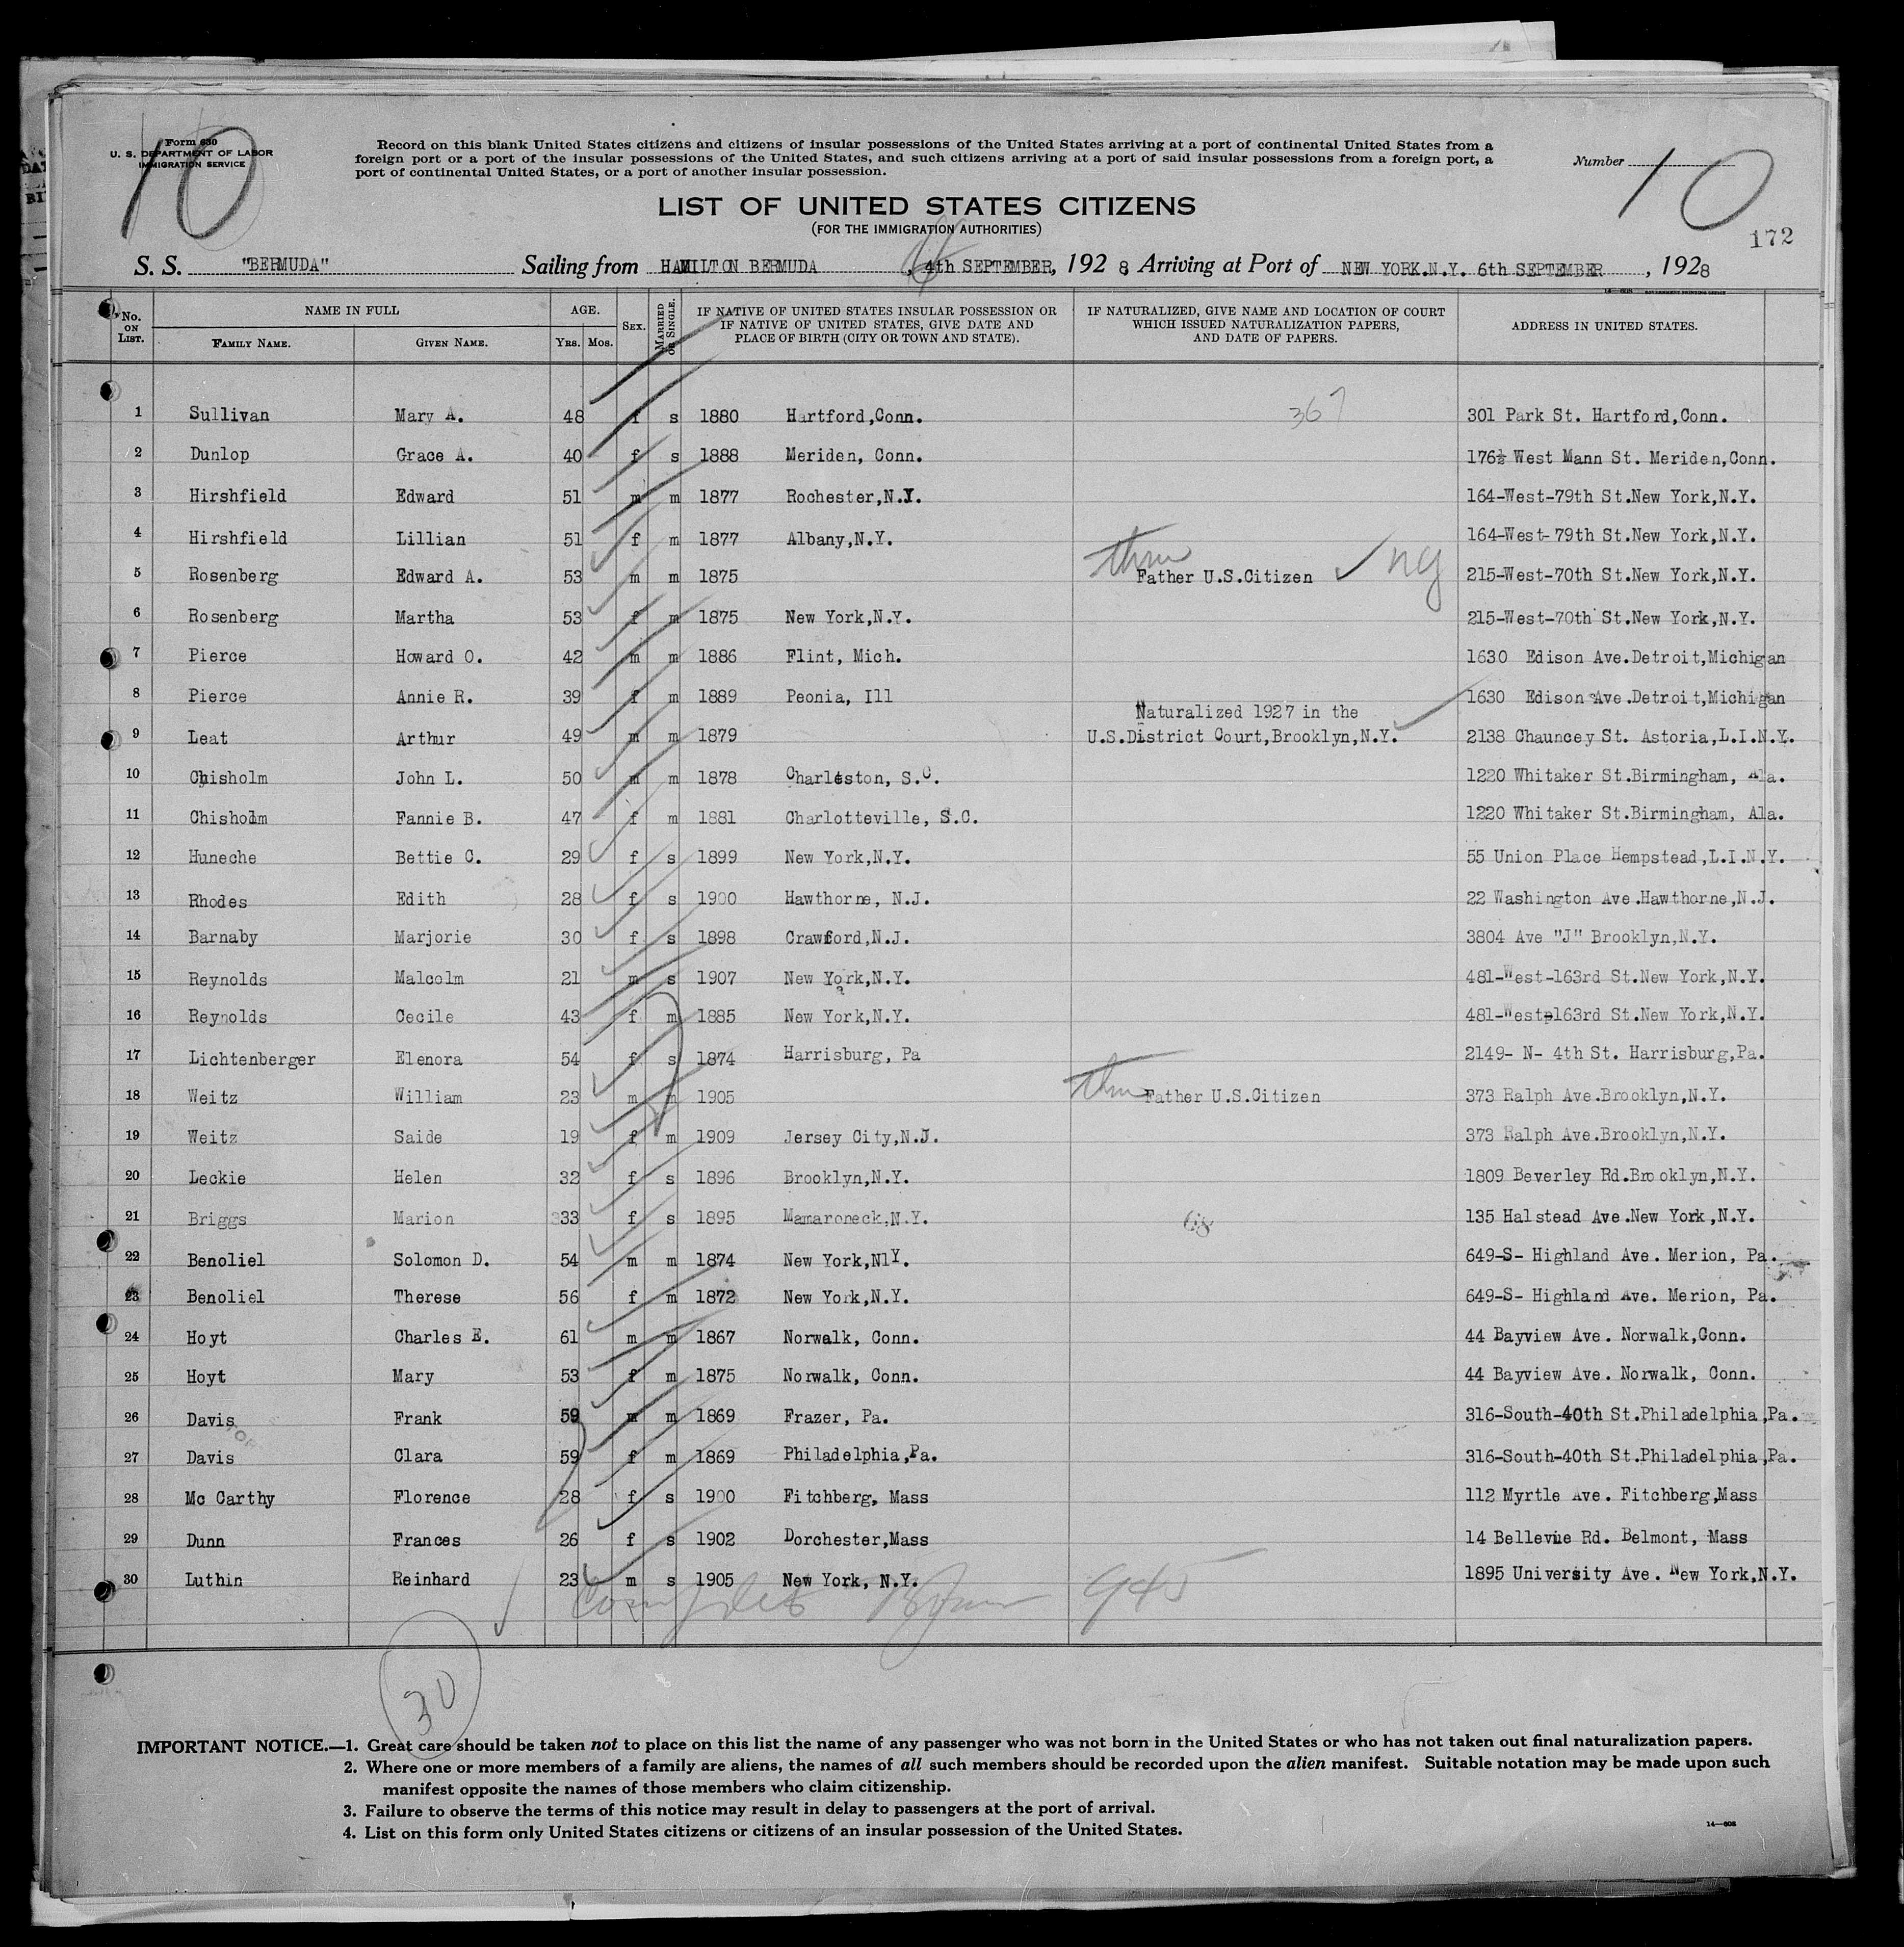 10
Form 630
U. S. DEPARTMENT OF LABOR
IMMIGRATION SERVICE
Record on this blank United States citizens and citizens of insular possessions of the United States arriving at a port of continental United States from a
foreign port or a port of the insular possessions of the United States, and such citizens arriving at a port of said insular possessions from a foreign port, a
port of continental United States, or a port of another insular possession.
Number 10
172
LIST OF UNITED STATES CITIZENS
(FOR THE IMMIGRATION AUTHORITIES)
S. S. "BERMUDA" Sailing from HAMILTON BERMUDA, 4th SEPTEMBER, 1928, Arriving at Port of NEW YORK.N.Y. 6th SEPTEMBER, 1928
No. ON LIST. NAME IN FULL AGE. SEX. MARRIED OR SINGLE. IF NATIVE OF UNITED STATES INSULAR POSSESSION OR IF NATIVE OF UNITED STATES, GIVE DATE AND PLACE OF BIRTH (CITY OR TOWN AND STATE). IF NATURALIZED, GIVE NAME AND LOCATION OF COURT WHICH ISSUED NATURALIZATION PAPERS, AND DATE OF PAPERS. ADDRESS IN UNITED STATES.
FAMILY NAME. GIVEN NAME. YRS. MOS.
1 Sullivan Mary A. 48 f s 1880 Hartford,Conn. 367 301 Park St. Hartford,Conn.
2 Dunlop Grace A. 40 f s 1888 Meriden, Conn. 176½ West Mann St. Meriden,Conn.
3 Hirshfield Edward 51 m m 1877 Rochester,N.Y. 164-West-79th St.New York,N.Y.
4 Hirshfield Lillian 51 f m 1877 Albany,N.Y. 164-West-79th St.New York,N.Y.
5 Rosenberg Edward A. 53 m m 1875 thru Father U.S.Citizen ng 215-West-70th St.New York,N.Y.
6 Rosenberg Martha 53 f m 1875 New York,N.Y. 215-West-70th St.New York,N.Y.
7 Pierce Howard O. 42 m m 1886 Flint, Mich. 1630 Edison Ave.Detroit,Michigan
8 Pierce Annie R. 39 f m 1889 Peonia, Ill 1630 Edison Ave.Detroit,Michigan
Naturalized 1927 in the
9 Leat Arthur 49 m m 1879 U.S.District Court,Brooklyn,N.Y. 2138 Chauncey St. Astoria,L.I.N.Y.
10 Chisholm John L. 50 m m 1878 Charleston, S.C. 1220 Whitaker St.Birmingham, Ala.
11 Chisholm Fannie B. 47 f m 1881 Charlotteville, S.C. 1220 Whitaker St.Birmingham, Ala.
12 Huneche Bettie C. 29 f s 1899 New York,N.Y. 55 Union Place Hempstead,L.I.N.Y.
13 Rhodes Edith 28 f s 1900 Hawthorne, N.J. 22 Washington Ave.Hawthorne,N.J.
14 Barnaby Marjorie 30 f s 1898 Crawford,N.J. 3804 Ave "J" Brooklyn,N.Y.
15 Reynolds Malcolm 21 m s 1907 New York,N.Y. 481-West-163rd St.New York,N.Y.
16 Reynolds Cecile 43 f m 1885 New York,N.Y. 481-West-163rd St.New York,N.Y.
17 Lichtenberger Elenora 54 f s 1874 Harrisburg, Pa 2149- N- 4th St. Harrisburg,Pa.
18 Weitz William 23 m m 1905 thru Father U.S.Citizen 373 Ralph Ave.Brooklyn,N.Y.
19 Weitz Saide 19 f m 1909 Jersey City,N.J. 373 Ralph Ave.Brooklyn,N.Y.
20 Leckie Helen 32 f s 1896 Brooklyn,N.Y. 1809 Beverley Rd.Brooklyn,N.Y.
21 Briggs Marion 33 f s 1895 Mamaroneck,N.Y. 135 Halstead Ave.New York,N.Y.
22 Benoliel Solomon D. 54 m m 1874 New York,NlY. 649-S- Highland Ave. Merion, Pa.
23 Benoliel Therese 56 f m 1872 New York,N.Y. 649-S- Highland Ave. Merion, Pa.
24 Hoyt Charles E. 61 m m 1867 Norwalk, Conn. 44 Bayview Ave. Norwalk,Conn.
25 Hoyt Mary 53 f m 1875 Norwalk, Conn. 44 Bayview Ave. Norwalk, Conn.
26 Davis Frank 59 m m 1869 Frazer, Pa. 316-South-40th St.Philadelphia,Pa.
27 Davis Clara 59 f m 1869 Philadelphia,Pa. 316-South-40th St.Philadelphia,Pa.
28 Mc Carthy Florence 28 f s 1900 Fitchberg, Mass 112 Myrtle Ave. Fitchberg,Mass
29 Dunn Frances 26 f s 1902 Dorchester,Mass 14 Bellevue Rd. Belmont, Mass
30 Luthin Reinhard 23 m s 1905 New York, N.Y. 1895 University Ave. New York,N.Y.
945
30
IMPORTANT NOTICE.—1. Great care should be taken not to place on this list the name of any passenger who was not born in the United States or who has not taken out final naturalization papers.
2. Where one or more members of a family are aliens, the names of all such members should be recorded upon the alien manifest. Suitable notation may be made upon such
manifest opposite the names of those members who claim citizenship.
3. Failure to observe the terms of this notice may result in delay to passengers at the port of arrival.
4. List on this form only United States citizens or citizens of an insular possession of the United States.
14—608